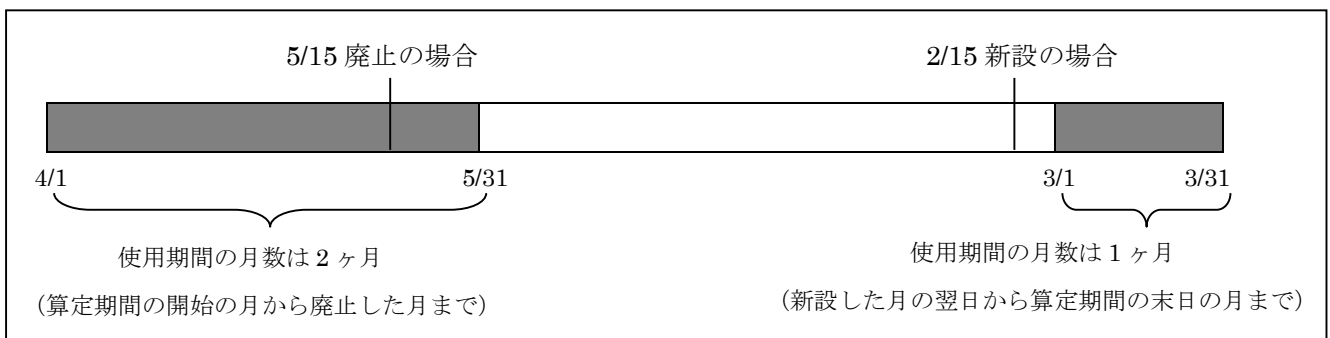 5/15 廃止の場合
2/15 新設の場合
4/1
5/31
3/1
3/31
使用期間の月数は 2 ヶ月
(算定期間の開始の月から廃止した月まで)
使用期間の月数は 1 ヶ月
(新設した月の翌日から算定期間の末日の月まで)